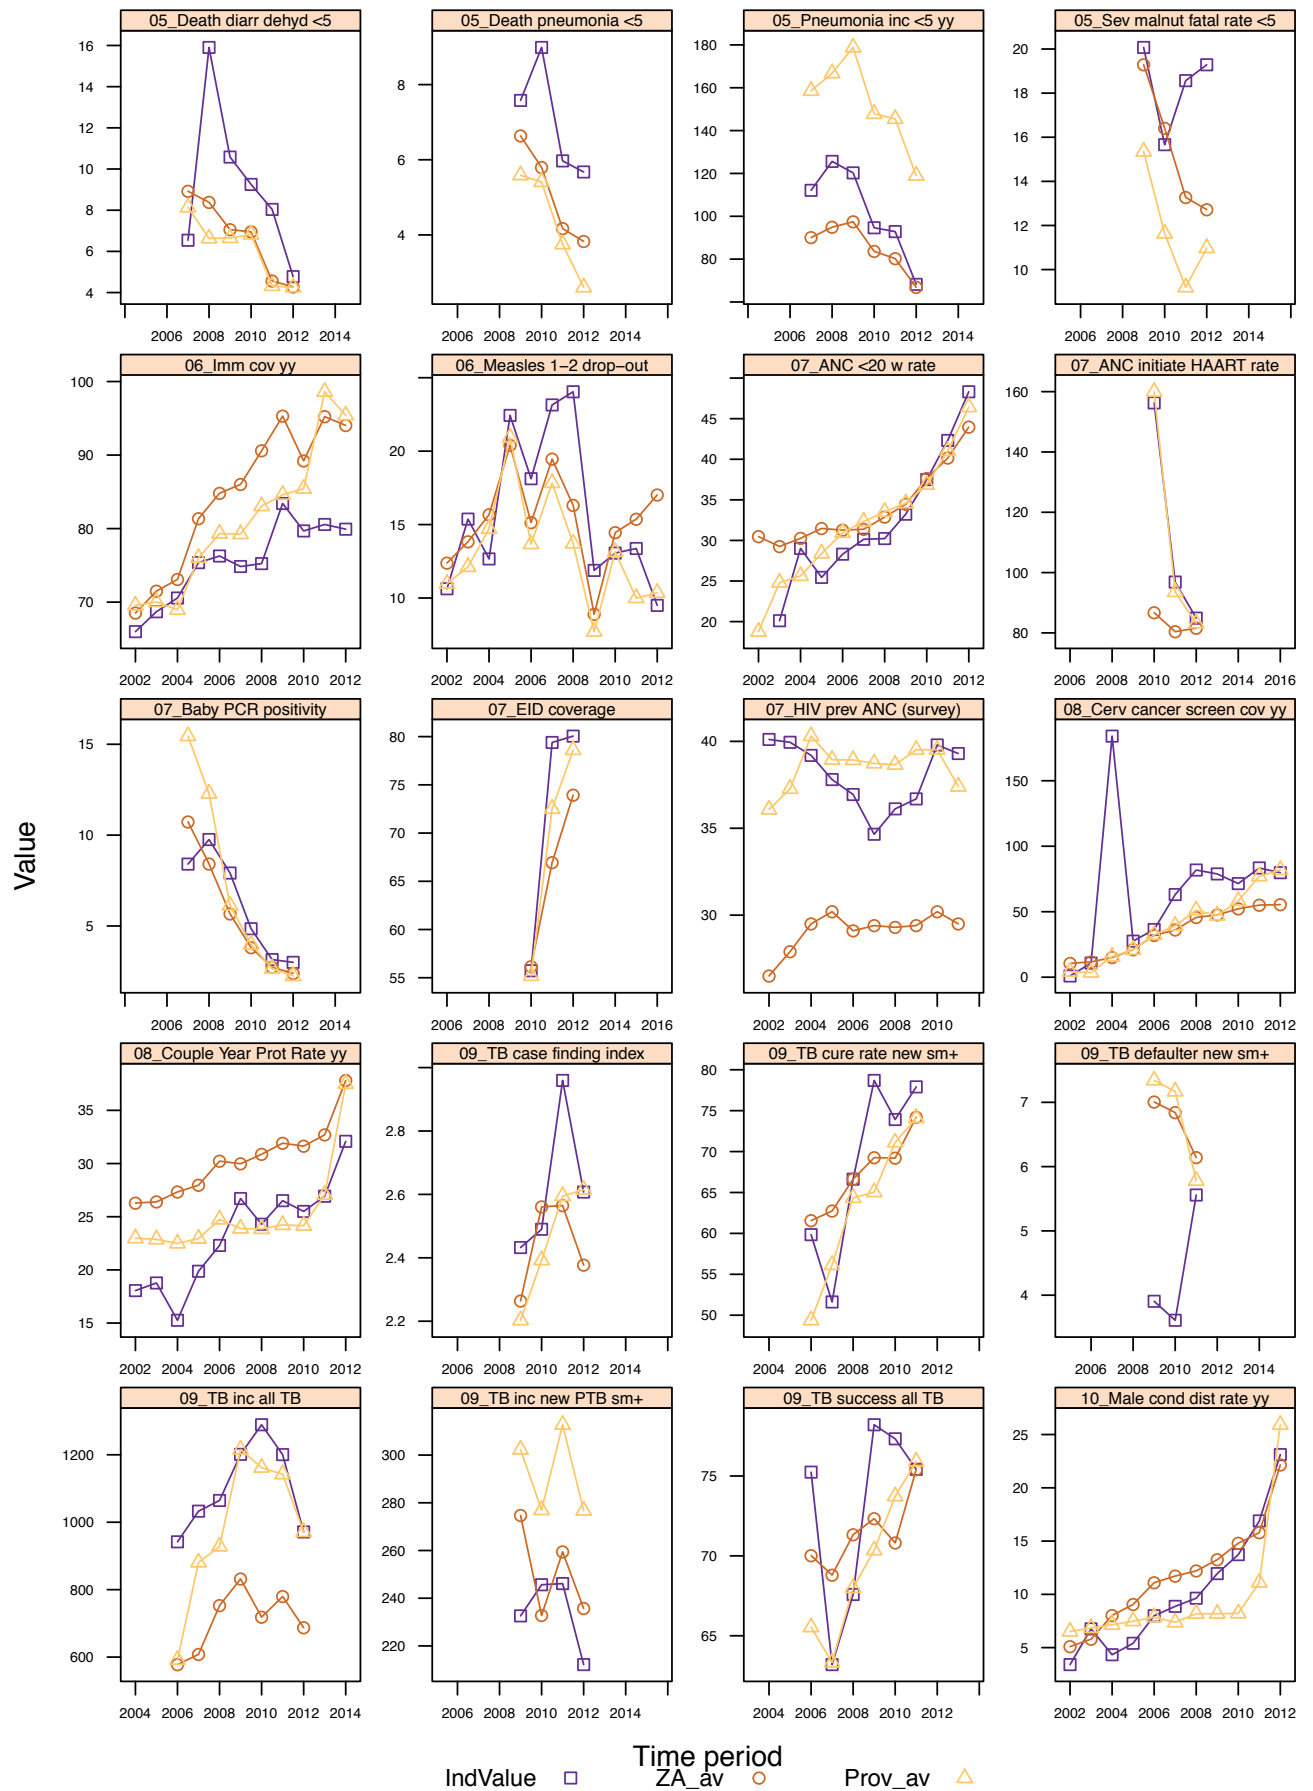 05_Death diarr dehyd <5
05_Death pneumonia <5
05_Pneumonia inc <5 yy
05_Sev malnut fatal rate <5
16
14
12
10
8
6
4
8
6
4
180
160
140
120
100
80
20
18
16
14
12
10
2006 2008 2010 2012 2014
2006 2008 2010 2012 2014
2006 2008 2010 2012 2014
2006 2008 2010 2012 2014
06_Imm cov yy
06_Measles 1−2 drop−out
07_ANC <20 w rate
07_ANC initiate HAART rate
100
90
80
70
20
15
10
45
40
35
30
25
20
160
140
120
100
80
2002 2004 2006 2008 2010 2012
2002 2004 2006 2008 2010 2012
2002 2004 2006 2008 2010 2012
2006 2008 2010 2012 2014 2016
07_Baby PCR positivity
07_EID coverage
07_HIV prev ANC (survey)
08_Cerv cancer screen cov yy
15
10
5
80
75
70
65
60
55
40
35
30
150
100
50
0
2006 2008 2010 2012 2014
2006 2008 2010 2012 2014 2016
2002 2004 2006 2008 2010
2002 2004 2006 2008 2010 2012
Value
08_Couple Year Prot Rate yy
09_TB case finding index
09_TB cure rate new sm+
09_TB defaulter new sm+
35
30
25
20
15
2.8
2.6
2.4
2.2
80
75
70
65
60
55
50
7
6
5
4
2002 2004 2006 2008 2010 2012
2006 2008 2010 2012 2014
2004 2006 2008 2010 2012
2006 2008 2010 2012 2014
09_TB inc all TB
09_TB inc new PTB sm+
09_TB success all TB
10_Male cond dist rate yy
1200
1000
800
600
300
280
260
240
220
75
70
65
25
20
15
10
5
2004 2006 2008 2010 2012 2014
2006 2008 2010 2012 2014
2004 2006 2008 2010 2012
2002 2004 2006 2008 2010 2012
Time period
IndValue ZA_av Prov_av